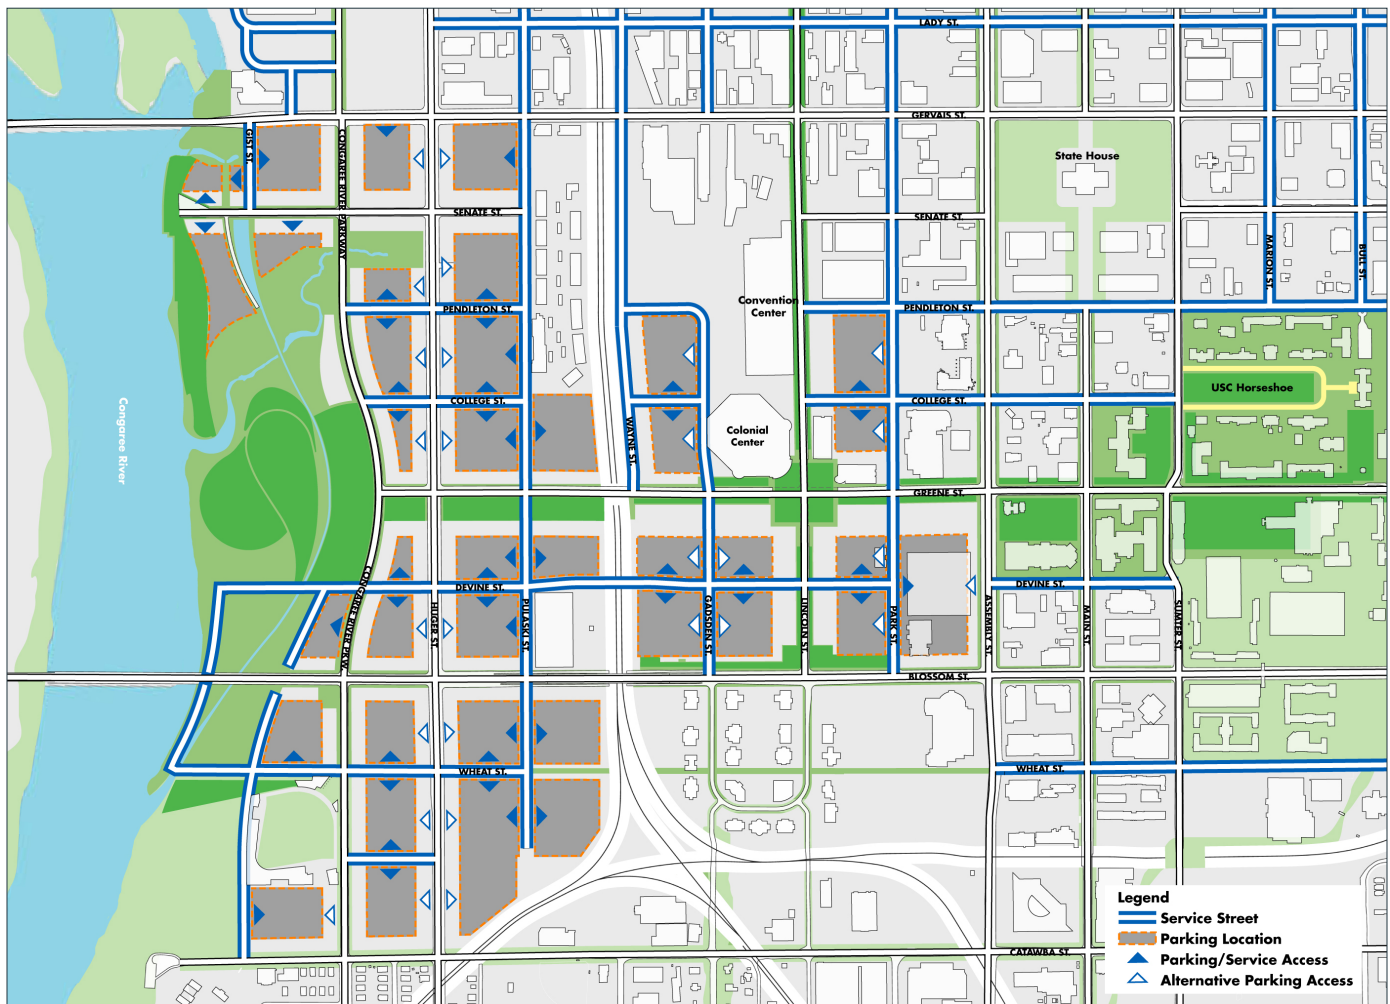 LADY ST.
GERVAIS ST.
GIST ST.
CONGAREE RIVER PARKWAY
State House
SENATE ST.
SENATE ST.
MARION ST.
BULL ST.
Convention
Center
PENDLETON ST.
PENDLETON ST.
USC Horseshoe
COLLEGE ST.
COLLEGE ST.
Congaree River
WAYNE ST.
Colonial
Center
GREENE ST.
CONGAREE RIVER PKW.
DEVINE ST.
DEVINE ST.
HUGER ST.
PULASKI ST.
GADSDEN ST.
LINCOLN ST.
PARK ST.
ASSEMBLY ST.
MAIN ST.
SUMTER ST.
BLOSSOM ST.
WHEAT ST.
WHEAT ST.
CATAWBA ST.
Legend
Service Street
Parking Location
Parking/Service Access
Alternative Parking Access